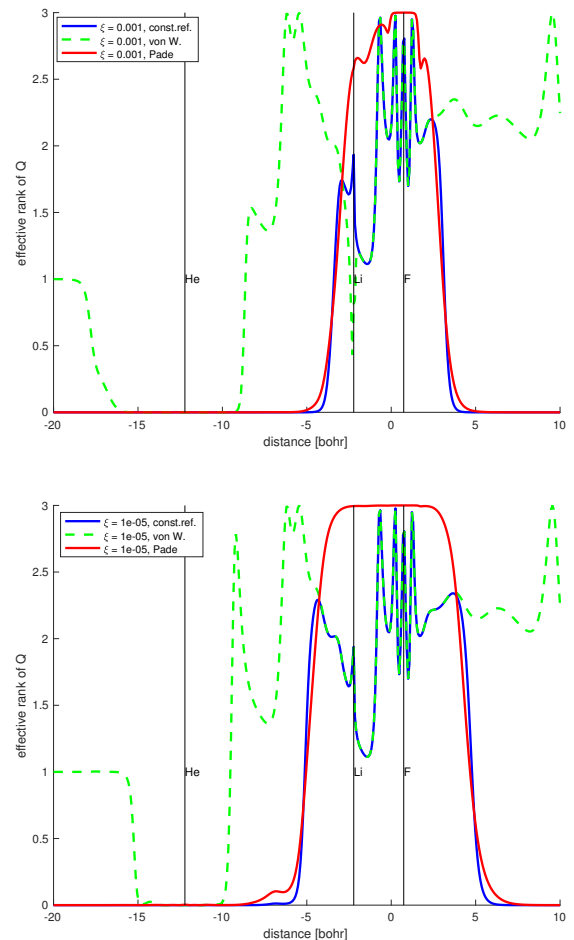 3
2.5
2
1.5
1
0.5
0
effective rank of Q
ξ = 0.001, const.ref.
ξ = 0.001, von W.
ξ = 0.001, Pade
He
Li
F
-20
-15
-10
-5
0
5
10
distance [bohr]
3
2.5
2
1.5
1
0.5
0
effective rank of Q
ξ = 1e-05, const.ref.
ξ = 1e-05, von W.
ξ = 1e-05, Pade
He
Li
F
-20
-15
-10
-5
0
5
10
distance [bohr]